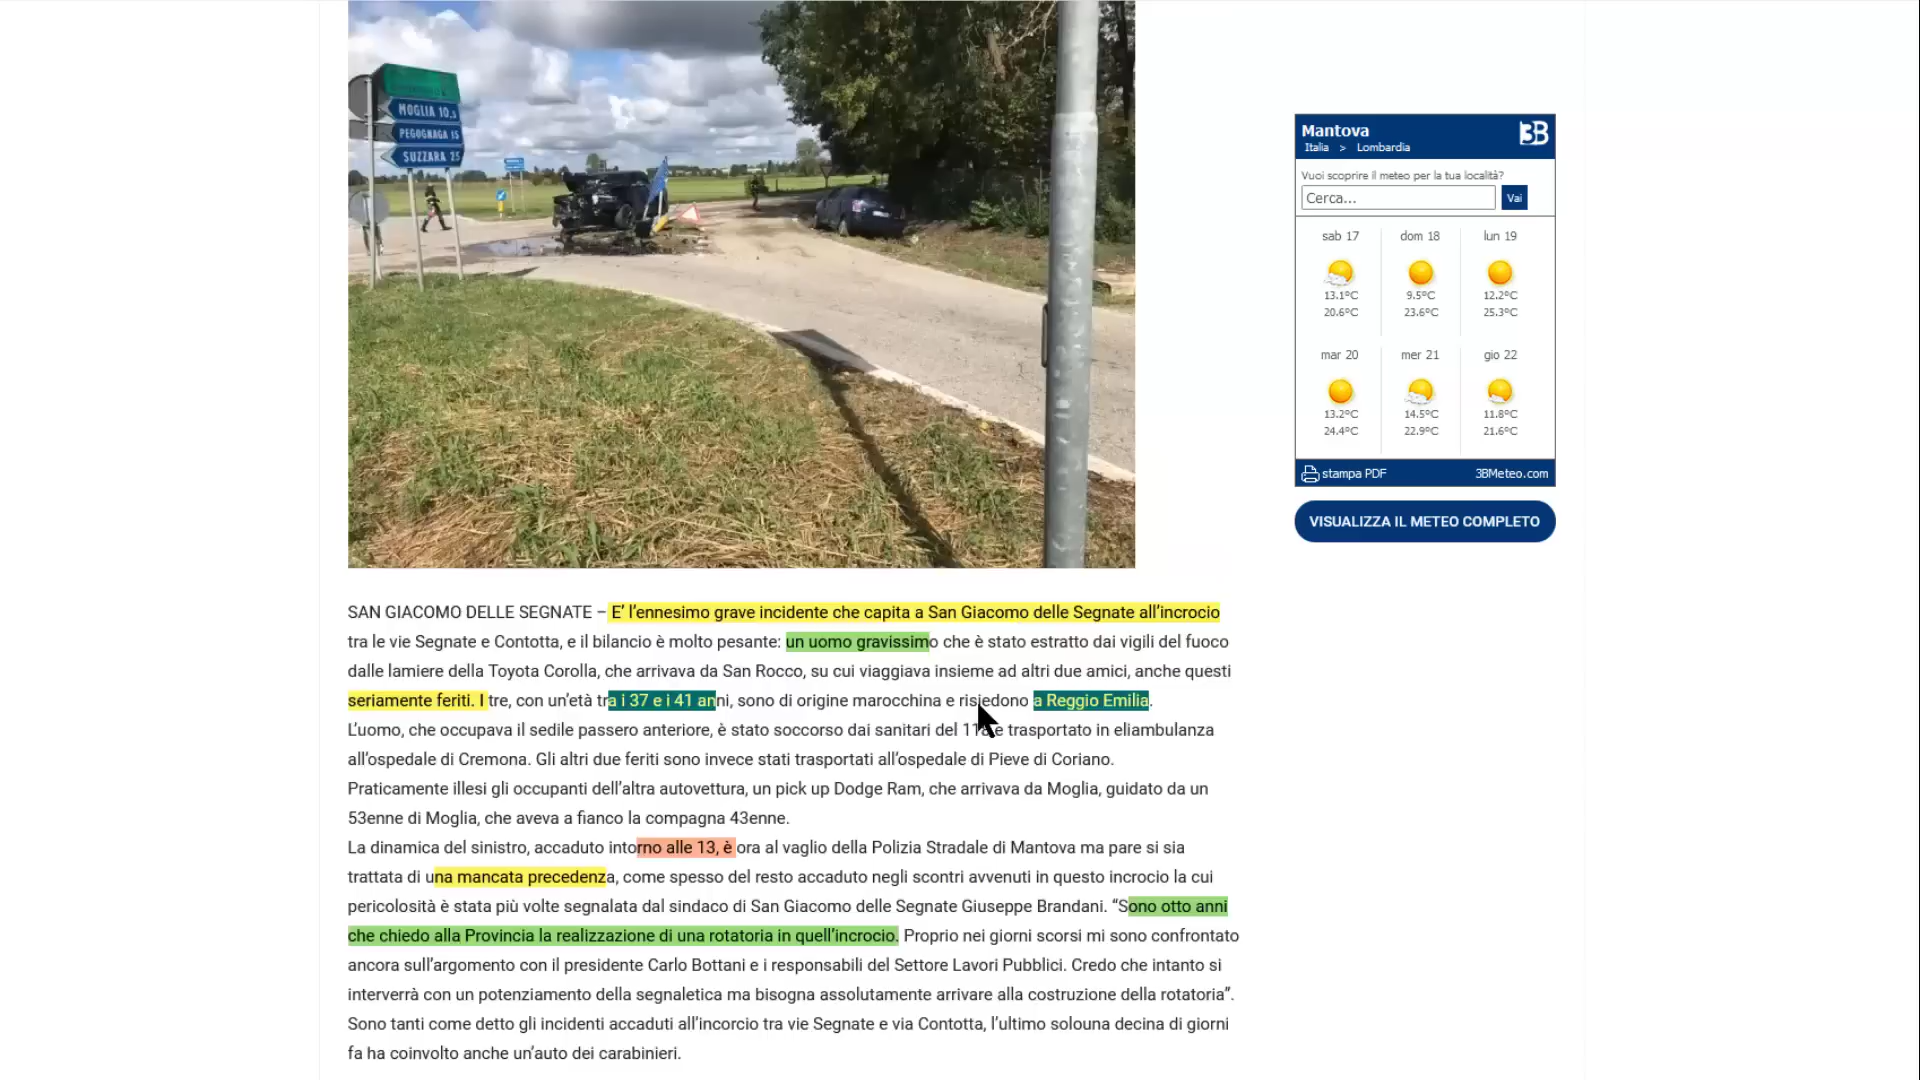 MOGLIA 10,5
PEGOGNAGA 15
SUZZARA 25
Mantova
3B
Italia > Lombardia
Vuoi scoprire il meteo per la tua località?
Cerca...
Vai
sab 17
dom 18
lun 19
13.1°C
9.5°C
12.2°C
20.6°C
23.6°C
25.3°C
mar 20
mer 21
gio 22
13.2°C
14.5°C
11.8°C
24.4°C
22.9°C
21.6°C
stampa PDF
3BMeteo.com
VISUALIZZA IL METEO COMPLETO
SAN GIACOMO DELLE SEGNATE – E’ l’ennesimo grave incidente che capita a San Giacomo delle Segnate all’incrocio
tra le vie Segnate e Contotta, e il bilancio è molto pesante: un uomo gravissimo che è stato estratto dai vigili del fuoco
dalle lamiere della Toyota Corolla, che arrivava da San Rocco, su cui viaggiava insieme ad altri due amici, anche questi
seriamente feriti. I tre, con un’età tra i 37 e i 41 anni, sono di origine marocchina e risiedono a Reggio Emilia.
L’uomo, che occupava il sedile passero anteriore, è stato soccorso dai sanitari del e trasportato in eliambulanza
all’ospedale di Cremona. Gli altri due feriti sono invece stati trasportati all’ospedale di Pieve di Coriano.
Praticamente illesi gli occupanti dell’altra autovettura, un pick up Dodge Ram, che arrivava da Moglia, guidato da un
53enne di Moglia, che aveva a fianco la compagna 43enne.
La dinamica del sinistro, accaduto intorno alle 13, è ora al vaglio della Polizia Stradale di Mantova ma pare si sia
trattata di una mancata precedenza, come spesso del resto accaduto negli scontri avvenuti in questo incrocio la cui
pericolosità è stata più volte segnalata dal sindaco di San Giacomo delle Segnate Giuseppe Brandani. “Sono otto anni
che chiedo alla Provincia la realizzazione di una rotatoria in quell’incrocio. Proprio nei giorni scorsi mi sono confrontato
ancora sull’argomento con il presidente Carlo Bottani e i responsabili del Settore Lavori Pubblici. Credo che intanto si
interverrà con un potenziamento della segnaletica ma bisogna assolutamente arrivare alla costruzione della rotatoria”.
Sono tanti come detto gli incidenti accaduti all’incorcio tra vie Segnate e via Contotta, l’ultimo solouna decina di giorni
fa ha coinvolto anche un’auto dei carabinieri.